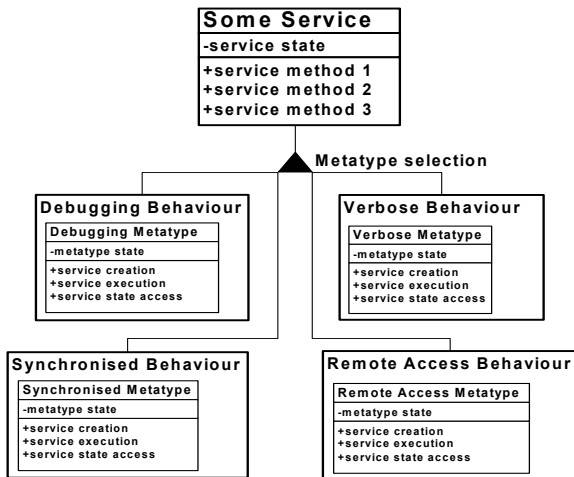 Some Service
-service state
+service method 1
+service method 2
+service method 3
Metatype selection
Debugging Behaviour
Debugging Metatype
-metatype state
+service creation
+service execution
+service state access
Verbose Behaviour
Verbose Metatype
-metatype state
+service creation
+service execution
+service state access
Synchronised Behaviour
Synchronised Metatype
-metatype state
+service creation
+service execution
+service state access
Remote Access Behaviour
Remote Access Metatype
-metatype state
+service creation
+service execution
+service state access